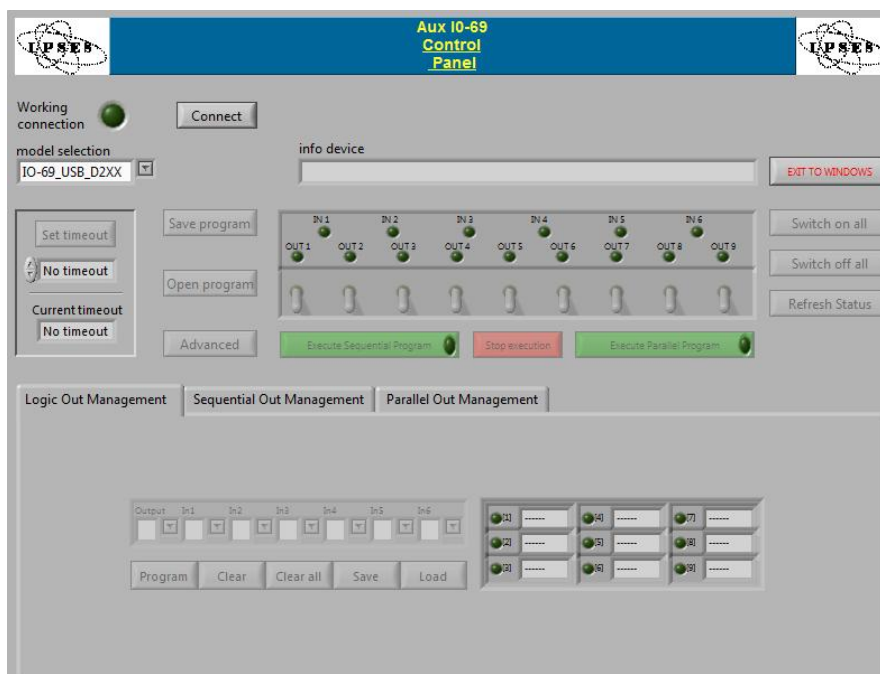 Aux I0-69
Control
Panel
IPSES
IPSES
Working
connection
Connect
model selection
IO-69_USB_D2XX
info device
EXIT TO WINDOWS
Set timeout
No timeout
Current timeout
No timeout
Save program
Open program
Advanced
IN 1 IN 2 IN 3 IN 4 IN 5 IN 6
OUT 1 OUT 2 OUT 3 OUT 4 OUT 5 OUT 6 OUT 7 OUT 8 OUT 9
Switch on all
Switch off all
Refresh Status
Execute Sequential Program
Stop execution
Execute Parallel Program
Logic Out Management
Sequential Out Management
Parallel Out Management
Output In1 In2 In3 In4 In5 In6
Program Clear Clear all Save Load
[1] ------ [4] ------ [7] ------
[2] ------ [5] ------ [8] ------
[3] ------ [6] ------ [9] ------